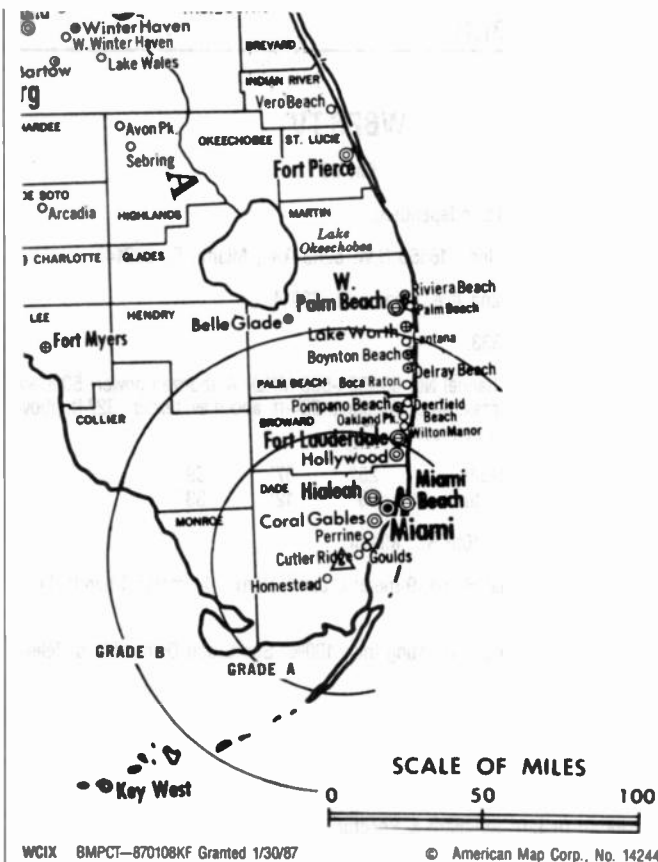 Winter Haven
W. Winter Haven
Bartow
Lake Wales
BREVARD
INDIAN RIVER
Vero Beach
HARDEE
Avon Pk.
Sebring
OKEECHOBEE
ST. LUCIE
Fort Pierce
DE SOTO
Arcadia
HIGHLANDS
MARTIN
Lake
Okeechobee
CHARLOTTE
GLADES
W.
Palm Beach
Riviera Beach
Palm Beach
LEE
HENDRY
Belle Glade
Fort Myers
Lake Worth
Lantana
Boynton Beach
Delray Beach
PALM BEACH
Boca Raton
COLLIER
Pompano Beach
Deerfield
Beach
Oakland Pk.
BROWARD
Wilton Manor
Fort Lauderdale
Hollywood
DADE
Hialeah
Miami
Beach
MONROE
Coral Gables
Miami
Perrine
Cutler Ridge
Goulds
Homestead
GRADE B
GRADE A
Key West
SCALE OF MILES
0 50 100
WCIX BMPCT—870108KF Granted 1/30/87
© American Map Corp., No. 14244